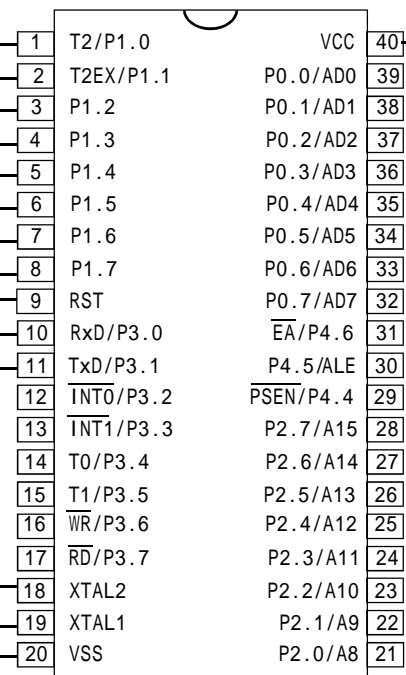 1 T2/P1.0 VCC 40
2 T2EX/P1.1 P0.0/AD0 39
3 P1.2 P0.1/AD1 38
4 P1.3 P0.2/AD2 37
5 P1.4 P0.3/AD3 36
6 P1.5 P0.4/AD4 35
7 P1.6 P0.5/AD5 34
8 P1.7 P0.6/AD6 33
9 RST P0.7/AD7 32
10 RxD/P3.0 E̅A̅/P4.6 31
11 TxD/P3.1 P4.5/ALE 30
12 I̅N̅T̅0̅/P3.2 P̅S̅E̅N̅/P4.4 29
13 I̅N̅T̅1̅/P3.3 P2.7/A15 28
14 T0/P3.4 P2.6/A14 27
15 T1/P3.5 P2.5/A13 26
16 W̅R̅/P3.6 P2.4/A12 25
17 R̅D̅/P3.7 P2.3/A11 24
18 XTAL2 P2.2/A10 23
19 XTAL1 P2.1/A9 22
20 VSS P2.0/A8 21